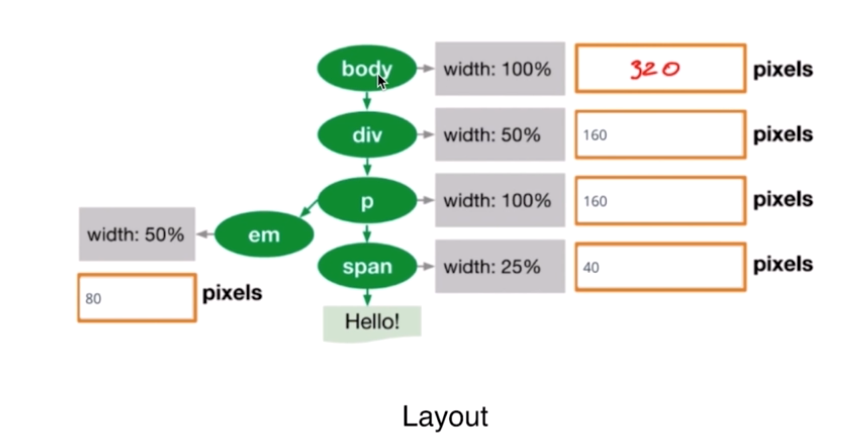 body width: 100% 320 pixels
div width: 50% 160 pixels
p width: 100% 160 pixels
width: 50% em
span width: 25% 40 pixels
80 pixels
Hello!
Layout